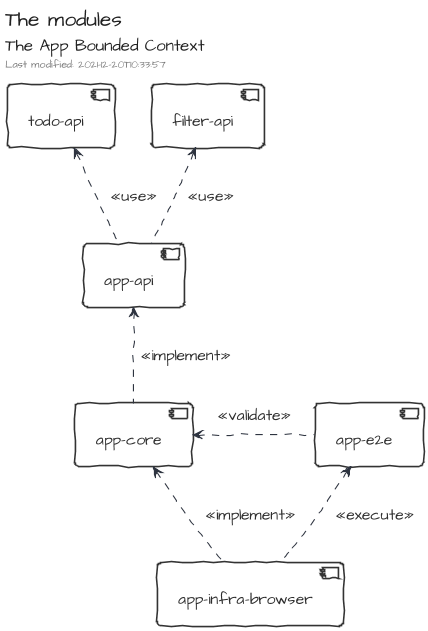 The modules
The App Bounded Context
Last modified: 2021-12-20T10:33:57
todo-api
filter-api
«use»
«use»
app-api
«implement»
app-core
«validate»
app-e2e
«implement»
«execute»
app-infra-browser